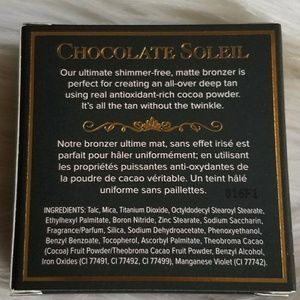 CHOCOLATE SOLEIL
Our ultimate shimmer-free, matte bronzer is
perfect for creating an all-over deep tan
using real antioxidant-rich cocoa powder.
It's all the tan without the twinkle.
Notre bronzer ultime mat, sans effet irisé est
parfait pour hâler uniformément; en utilisant
les propriétés puissantes anti-oxydantes de
la poudre de cacao véritable. Un teint hâlé
uniforme sans paillettes.
INGREDIENTS: Talc, Mica, Titanium Dioxide, Octyldodecyl Stearoyl Stearate,
Ethylhexyl Palmitate, Boron Nitride, Zinc Stearate, Sodium Saccharin,
Fragrance/Parfum, Silica, Sodium Dehydroacetate, Phenoxyethanol,
Benzyl Benzoate, Tocopherol, Ascorbyl Palmitate, Theobroma Cacao
(Cocoa) Fruit Powder/Theobroma Cacao Fruit Powder, Benzyl Alcohol,
Iron Oxides (CI 77491, CI 77492, CI 77499), Manganese Violet (CI 77742).